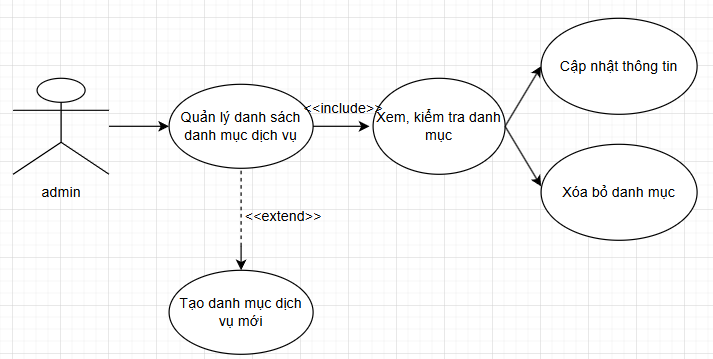 Cập nhật thông tin
Quản lý danh sách
danh mục dịch vụ
<<include>>
Xem, kiểm tra danh
mục
admin
Xóa bỏ danh mục
<<extend>>
Tạo danh mục dịch
vụ mới